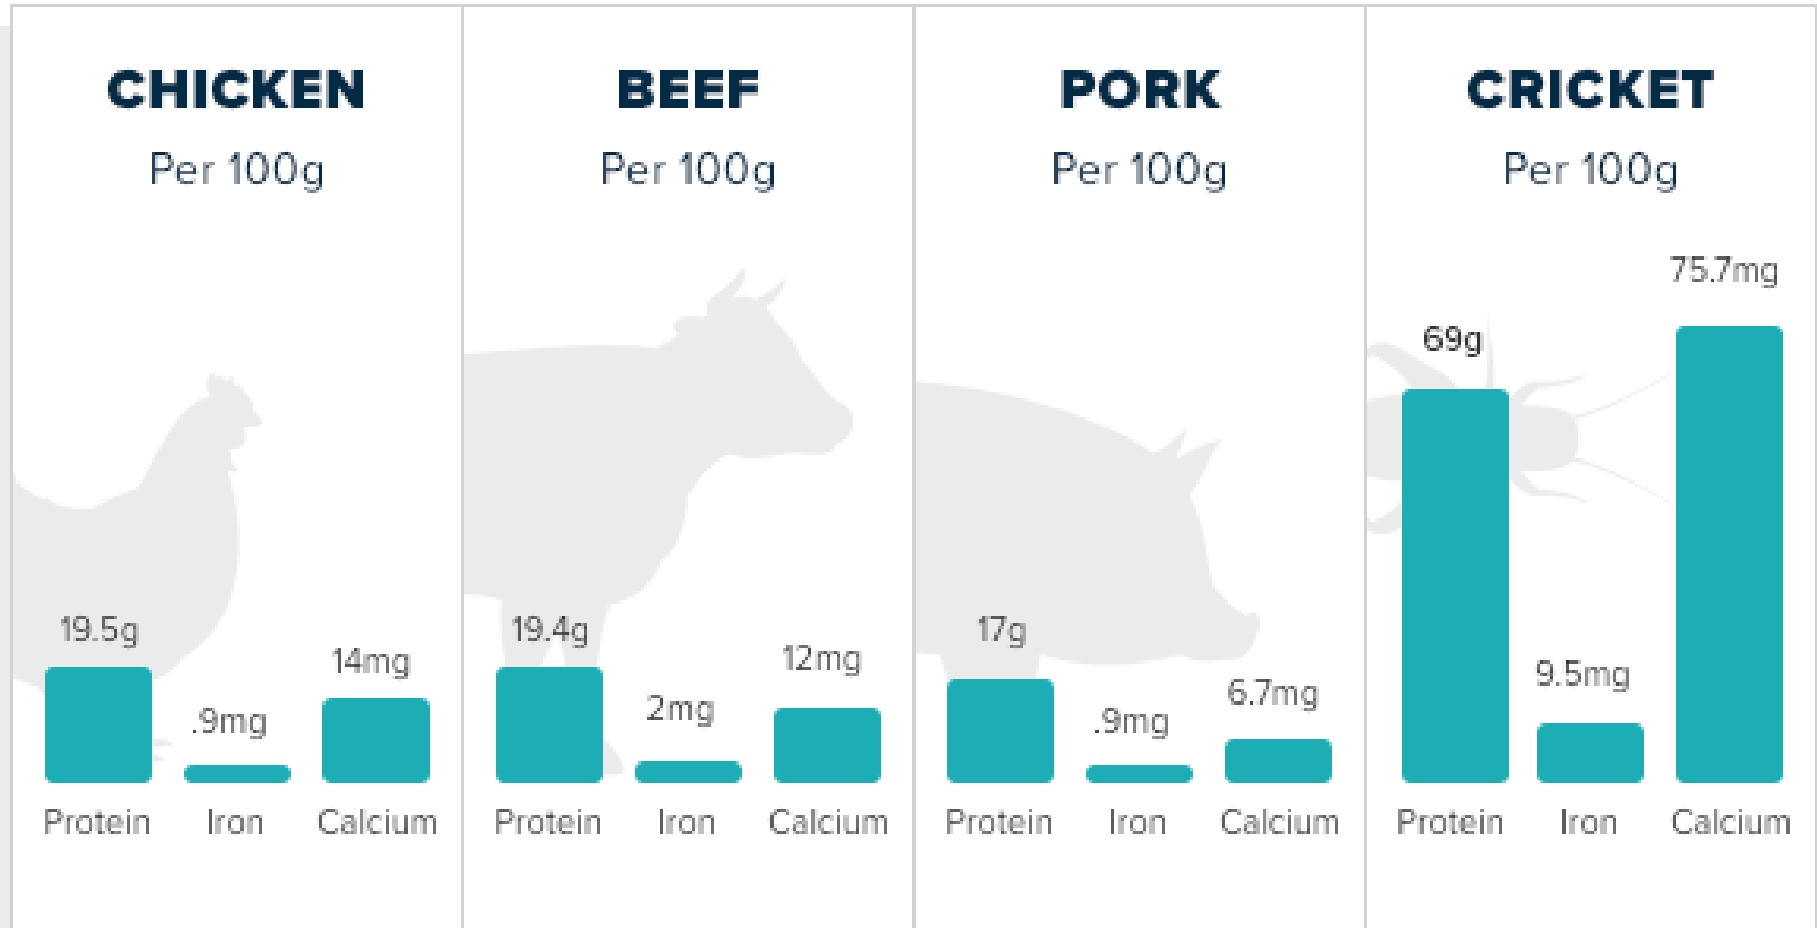 CHICKEN
Per 100g
19.5g
.9mg
14mg
Protein
Iron
Calcium
BEEF
Per 100g
19.4g
2mg
12mg
Protein
Iron
Calcium
PORK
Per 100g
17g
.9mg
6.7mg
Protein
Iron
Calcium
CRICKET
Per 100g
69g
9.5mg
75.7mg
Protein
Iron
Calcium